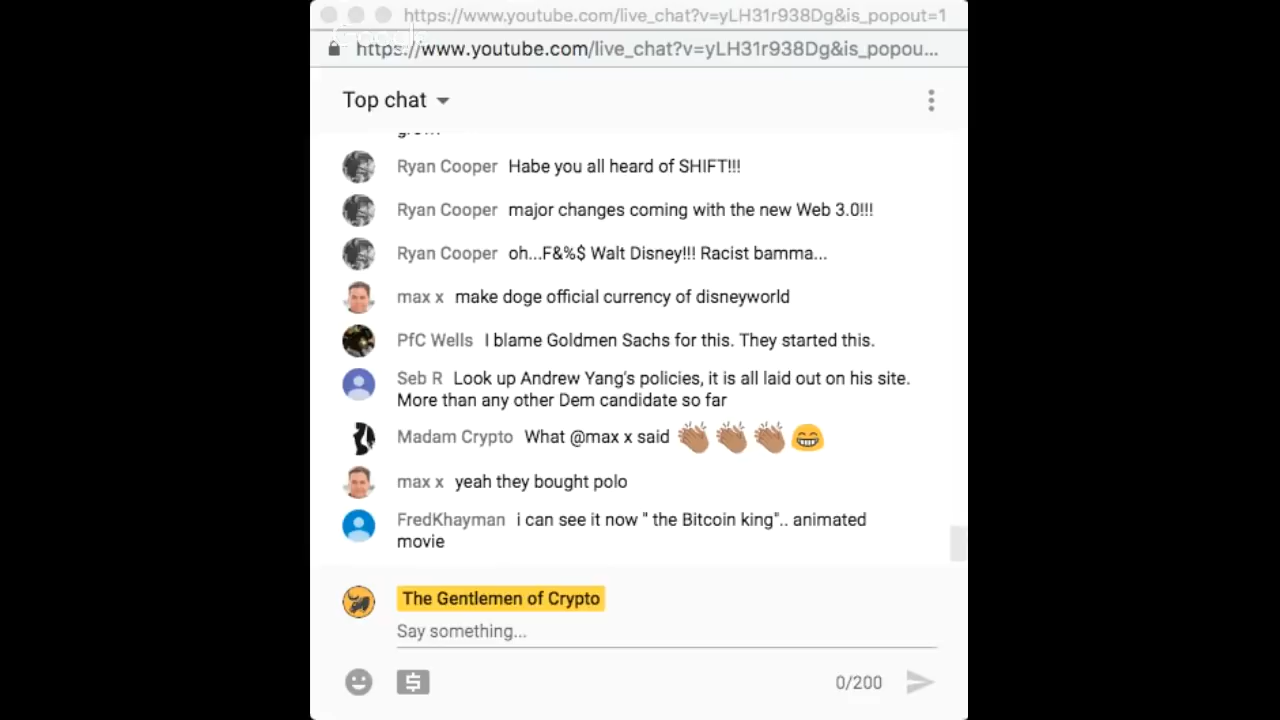 https://www.youtube.com/live_chat?v=yLH31r938Dg&is_popout=1
https://www.youtube.com/live_chat?v=yLH31r938Dg&is_popou...
Top chat
Ryan Cooper Habe you all heard of SHIFT!!!
Ryan Cooper major changes coming with the new Web 3.0!!!
Ryan Cooper oh...F&%$ Walt Disney!!! Racist bamma...
max x make doge official currency of disneyworld
PfC Wells I blame Goldmen Sachs for this. They started this.
Seb R Look up Andrew Yang's policies, it is all laid out on his site.
More than any other Dem candidate so far
Madam Crypto What @max x said 👏🏽 👏🏽 👏🏽 😁
max x yeah they bought polo
FredKhayman i can see it now " the Bitcoin king".. animated
movie
The Gentlemen of Crypto
Say something...
0/200